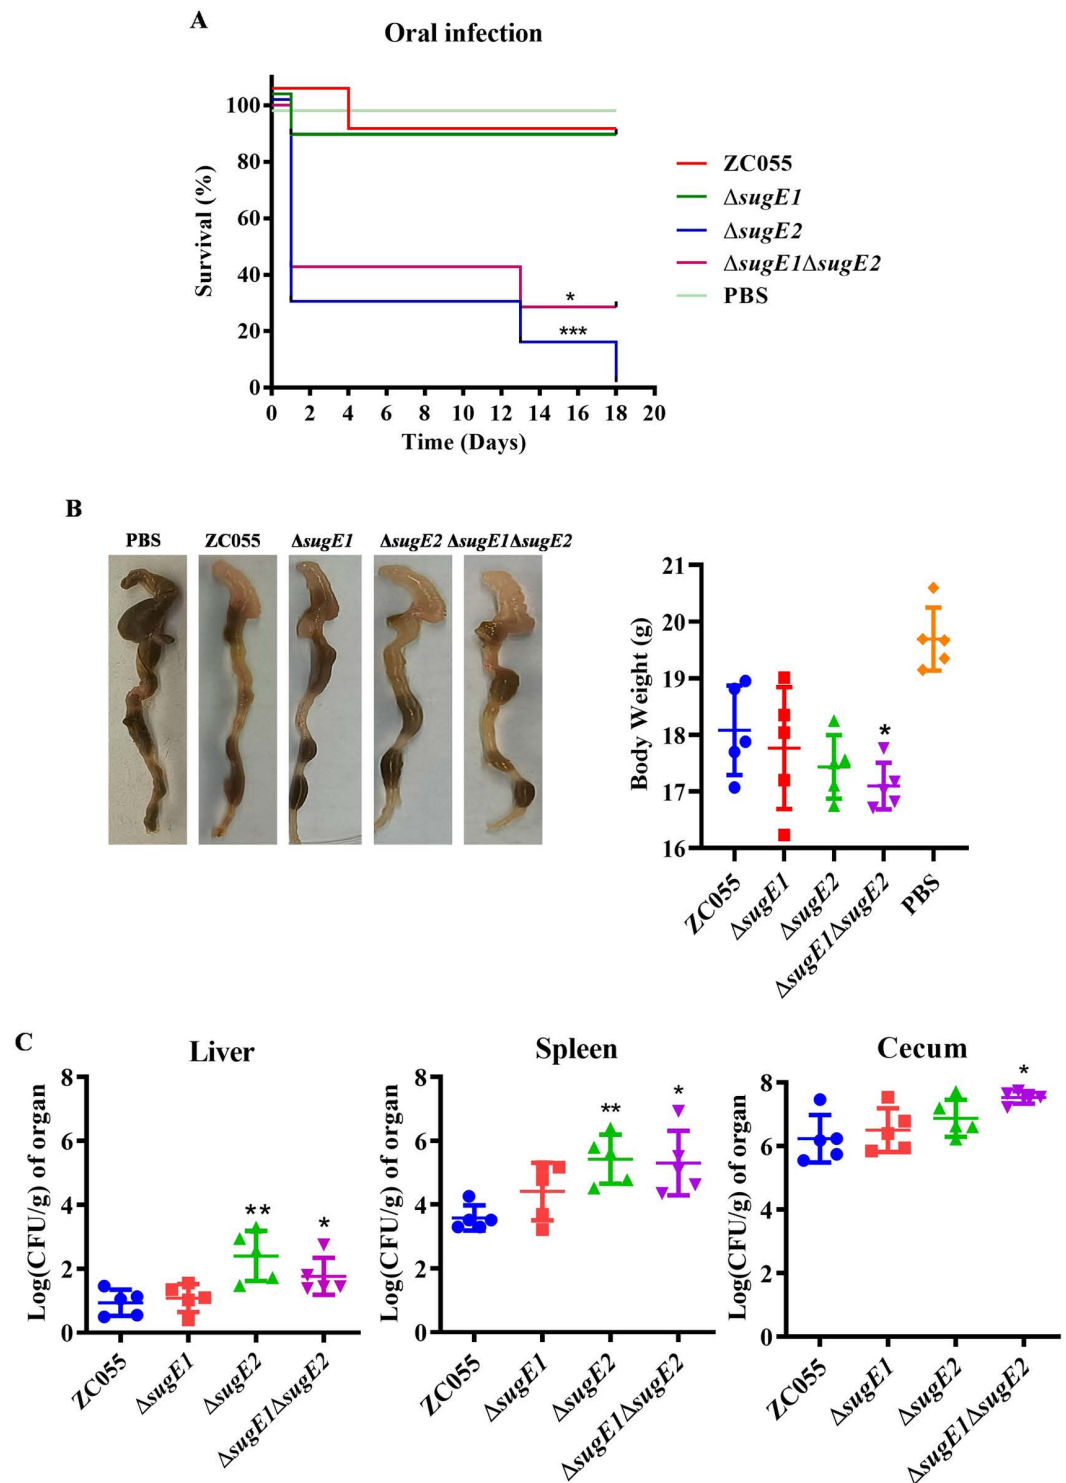 A
Oral infection
100
80
60
40
20
0
Survival (%)
*
***
0 2 4 6 8 10 12 14 16 18 20
Time (Days)
ZC055
ΔsugE1
ΔsugE2
ΔsugE1ΔsugE2
PBS
B
PBS ZC055 ΔsugE1 ΔsugE2 ΔsugE1ΔsugE2
21
20
19
18
17
16
Body Weight (g)
*
ZC055 ΔsugE1 ΔsugE2 ΔsugE1ΔsugE2 PBS
C
Liver
8
6
4
2
0
Log(CFU/g) of organ
** *
ZC055 ΔsugE1 ΔsugE2 ΔsugE1ΔsugE2
Spleen
8
6
4
2
0
Log(CFU/g) of organ
** *
ZC055 ΔsugE1 ΔsugE2 ΔsugE1ΔsugE2
Cecum
8
6
4
2
0
Log(CFU/g) of organ
*
ZC055 ΔsugE1 ΔsugE2 ΔsugE1ΔsugE2